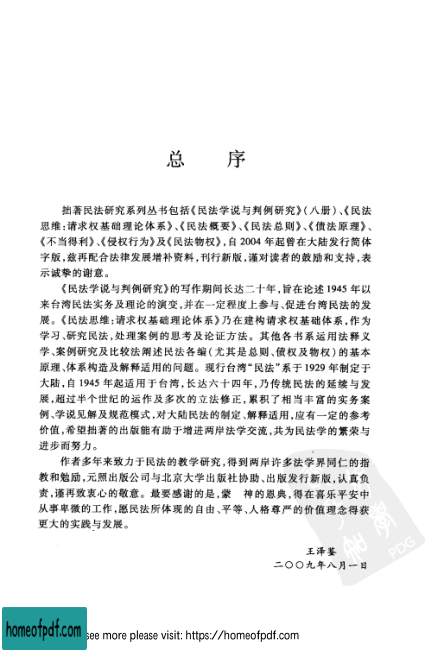 总 序
拙著民法研究系列丛书包括《民法学说与判例研究》(八册)、《民法
思维:请求权基础理论体系》、《民法概要》、《民法总则》、《债法原理》、
《不当得利》、《侵权行为》及《民法物权》,自2004年起曾在大陆发行简体
字版,兹再配合法律发展增补资料,刊行新版,谨对读者的鼓励和支持,表
示诚挚的谢意。
《民法学说与判例研究》的写作期间长达二十年,旨在论述1945年以
来台湾民法实务及理论的演变,并在一定程度上参与、促进台湾民法的发
展。《民法思维:请求权基础理论体系》乃在建构请求权基础体系,作为
学习、研究民法,处理案例的思考及论证方法。其他各书系运用法释义
学、案例研究及比较法阐述民法各编(尤其是总则、债权及物权)的基本
原理、体系构造及解释适用的问题。现行台湾“民法”系于1929年制定于
大陆,自1945年起适用于台湾,长达六十四年,乃传统民法的延续与发
展,超过半个世纪的运作及多次的立法修正,累积了相当丰富的实务案
例、学说见解及规范模式,对大陆民法的制定、解释适用,应有一定的参考
价值,希望拙著的出版能有助于增进两岸法学交流,共为民法学的繁荣与
进步而努力。
作者多年来致力于民法的教学研究,得到两岸许多法学界同仁的指
教和勉励,元照出版公司与北京大学出版社协助、出版发行新版,认真负
责,谨再致衷心的敬意。最要感谢的是,蒙 神的恩典,得在喜乐平安中
从事卑微的工作,愿民法所体现的自由、平等、人格尊严的价值理念得获
更大的实践与发展。
王泽鉴
二〇〇九年八月一日
PDG
homeofpdf.com
see more please visit: https://homeofpdf.com